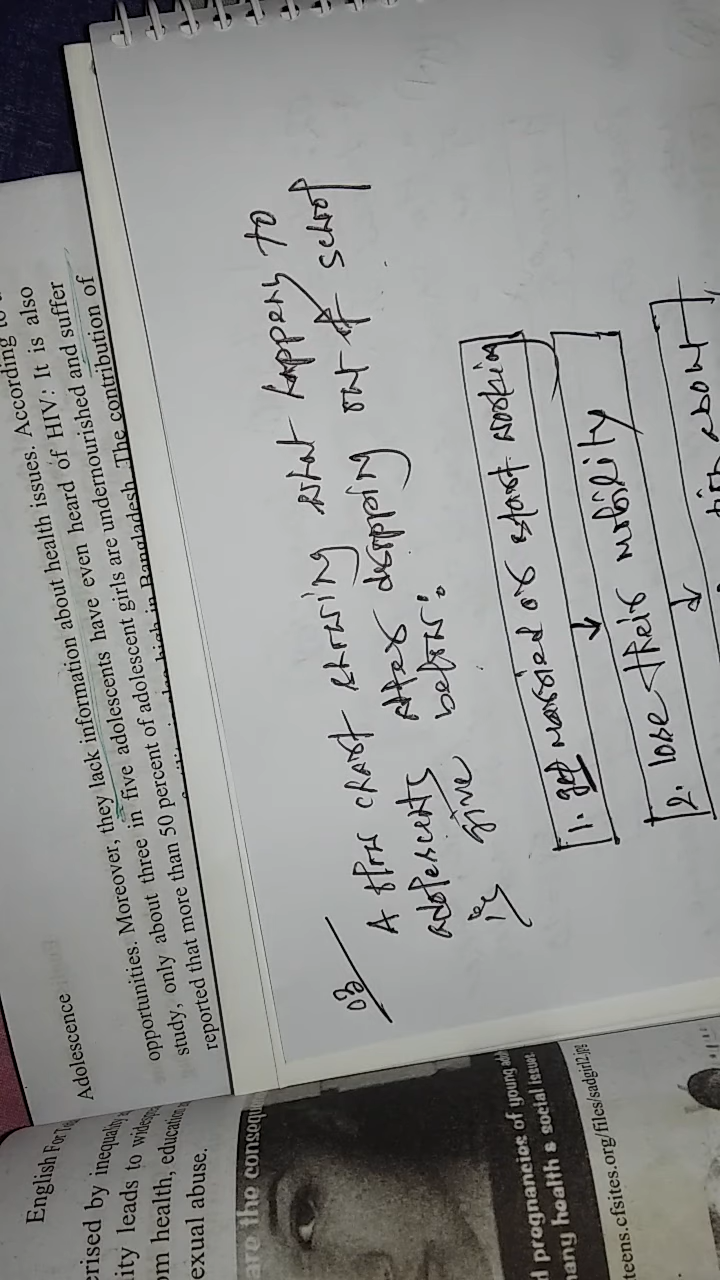 English For To
Adolescence
opportunities. Moreover, they lack information about health issues. According to
study, only about three in five adolescents have even heard of HIV: It is also
reported that more than 50 percent of adolescent girls are undernourished and suffer
in Bangladesh. The contribution of
03
A flow chart showing what happens to
adolescents after dropping out of school
is give below:
1. get married or start working
2. lose their mobility
about
erised by inequality
ity leads to
om health, education
exual abuse.
are the consequ
d pregnancies of young
any health & social issue.
teens.cfsites.org/files/sadgirl2.jpg